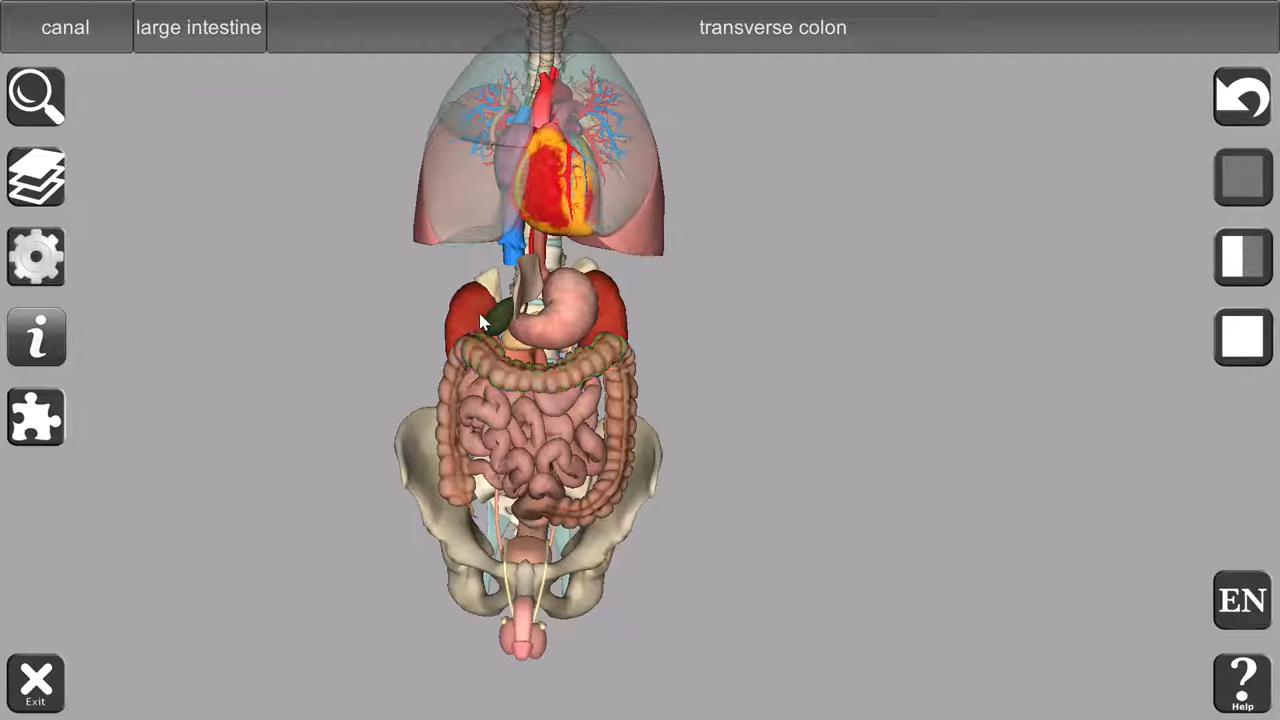 canal
large intestine
transverse colon
i
EN
Exit
?
Help